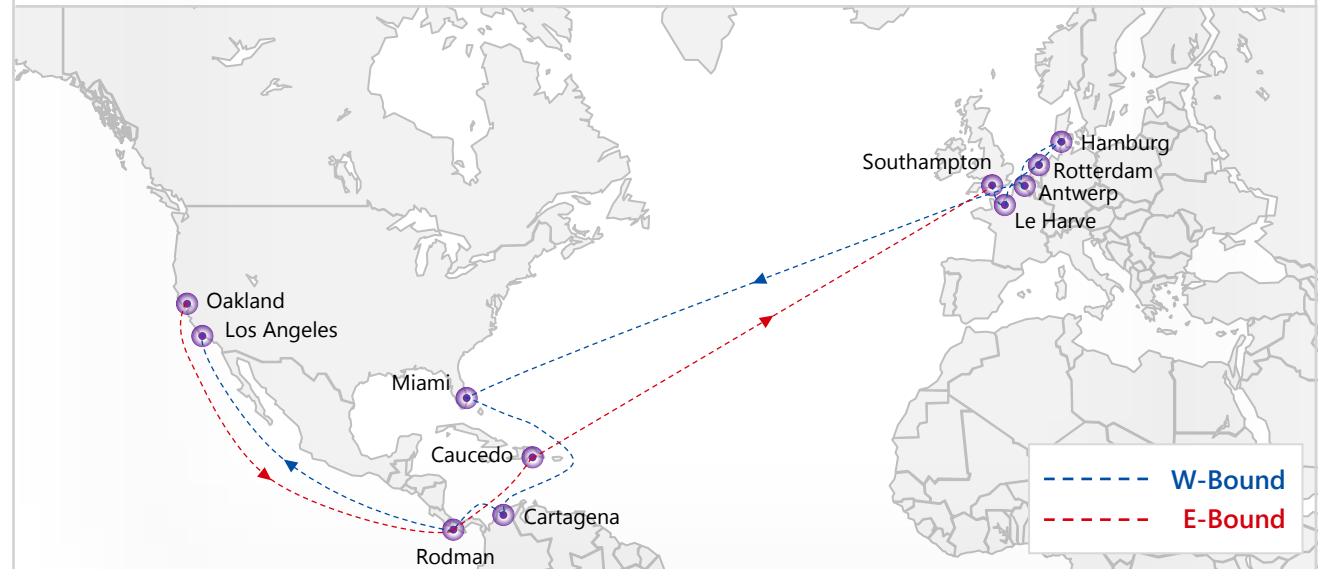 Hamburg
Southampton
Rotterdam
Antwerp
Le Harve
Oakland
Los Angeles
Miami
Caucedo
Cartagena
Rodman
W-Bound
E-Bound